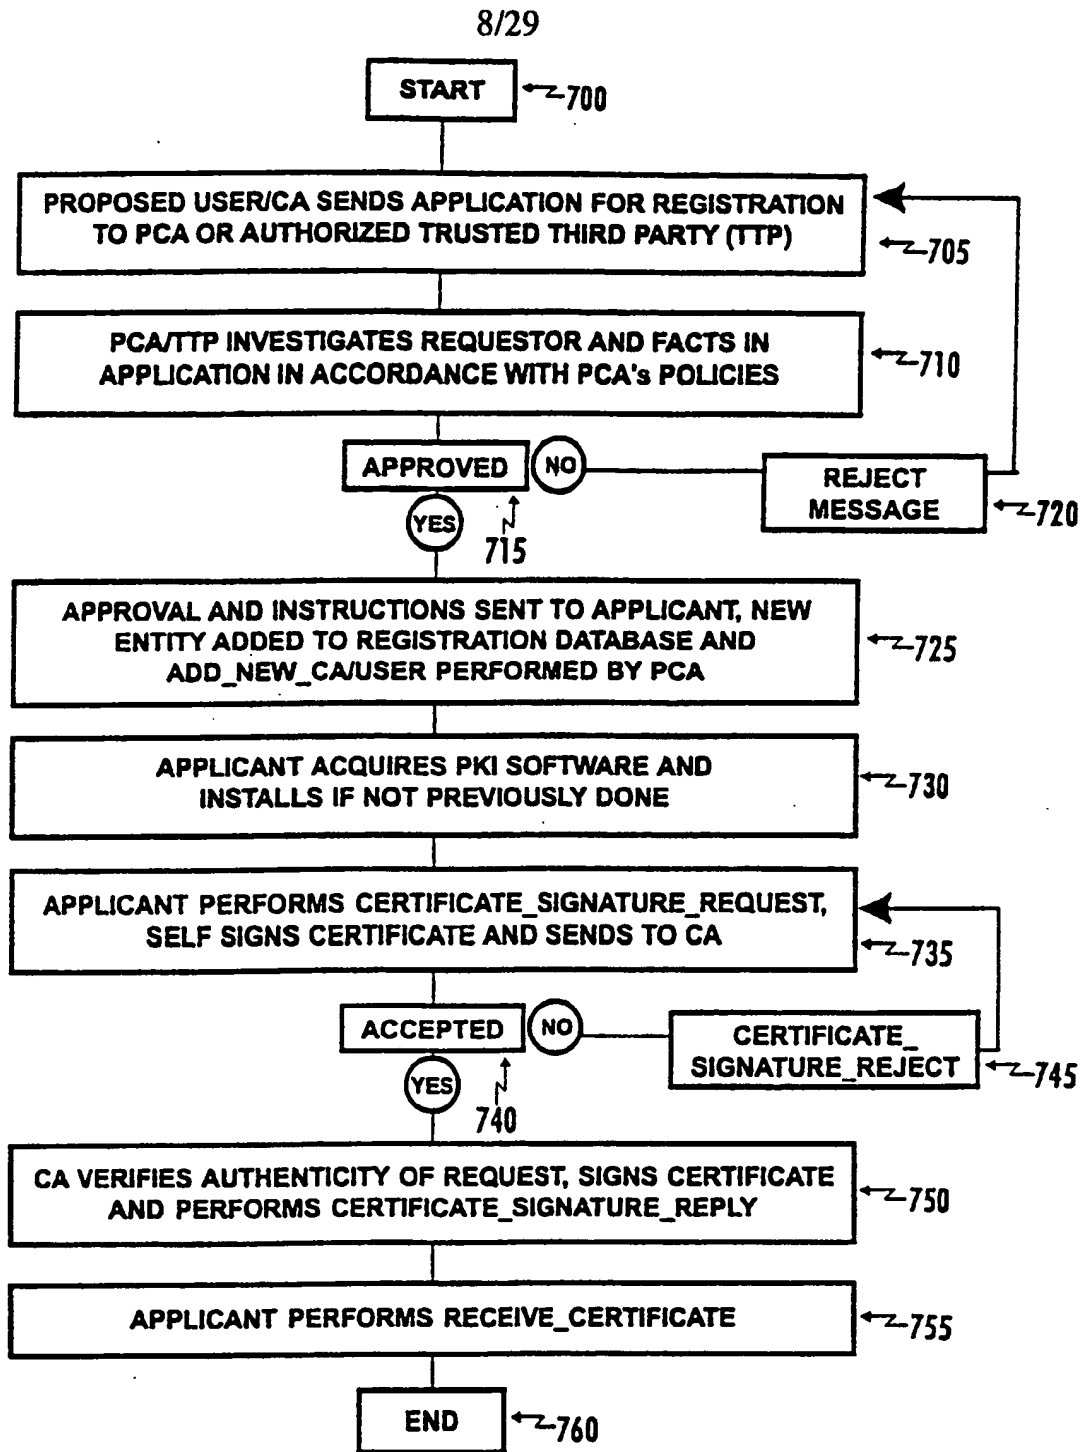 8/29
START
700
PROPOSED USER/CA SENDS APPLICATION FOR REGISTRATION
TO PCA OR AUTHORIZED TRUSTED THIRD PARTY (TTP)
705
PCA/TTP INVESTIGATES REQUESTOR AND FACTS IN
APPLICATION IN ACCORDANCE WITH PCA's POLICIES
710
APPROVED
NO
REJECT
MESSAGE
720
YES
715
APPROVAL AND INSTRUCTIONS SENT TO APPLICANT, NEW
ENTITY ADDED TO REGISTRATION DATABASE AND
ADD_NEW_CA/USER PERFORMED BY PCA
725
APPLICANT ACQUIRES PKI SOFTWARE AND
INSTALLS IF NOT PREVIOUSLY DONE
730
APPLICANT PERFORMS CERTIFICATE_SIGNATURE_REQUEST,
SELF SIGNS CERTIFICATE AND SENDS TO CA
735
ACCEPTED
NO
CERTIFICATE_
SIGNATURE_REJECT
745
YES
740
CA VERIFIES AUTHENTICITY OF REQUEST, SIGNS CERTIFICATE
AND PERFORMS CERTIFICATE_SIGNATURE_REPLY
750
APPLICANT PERFORMS RECEIVE_CERTIFICATE
755
END
760